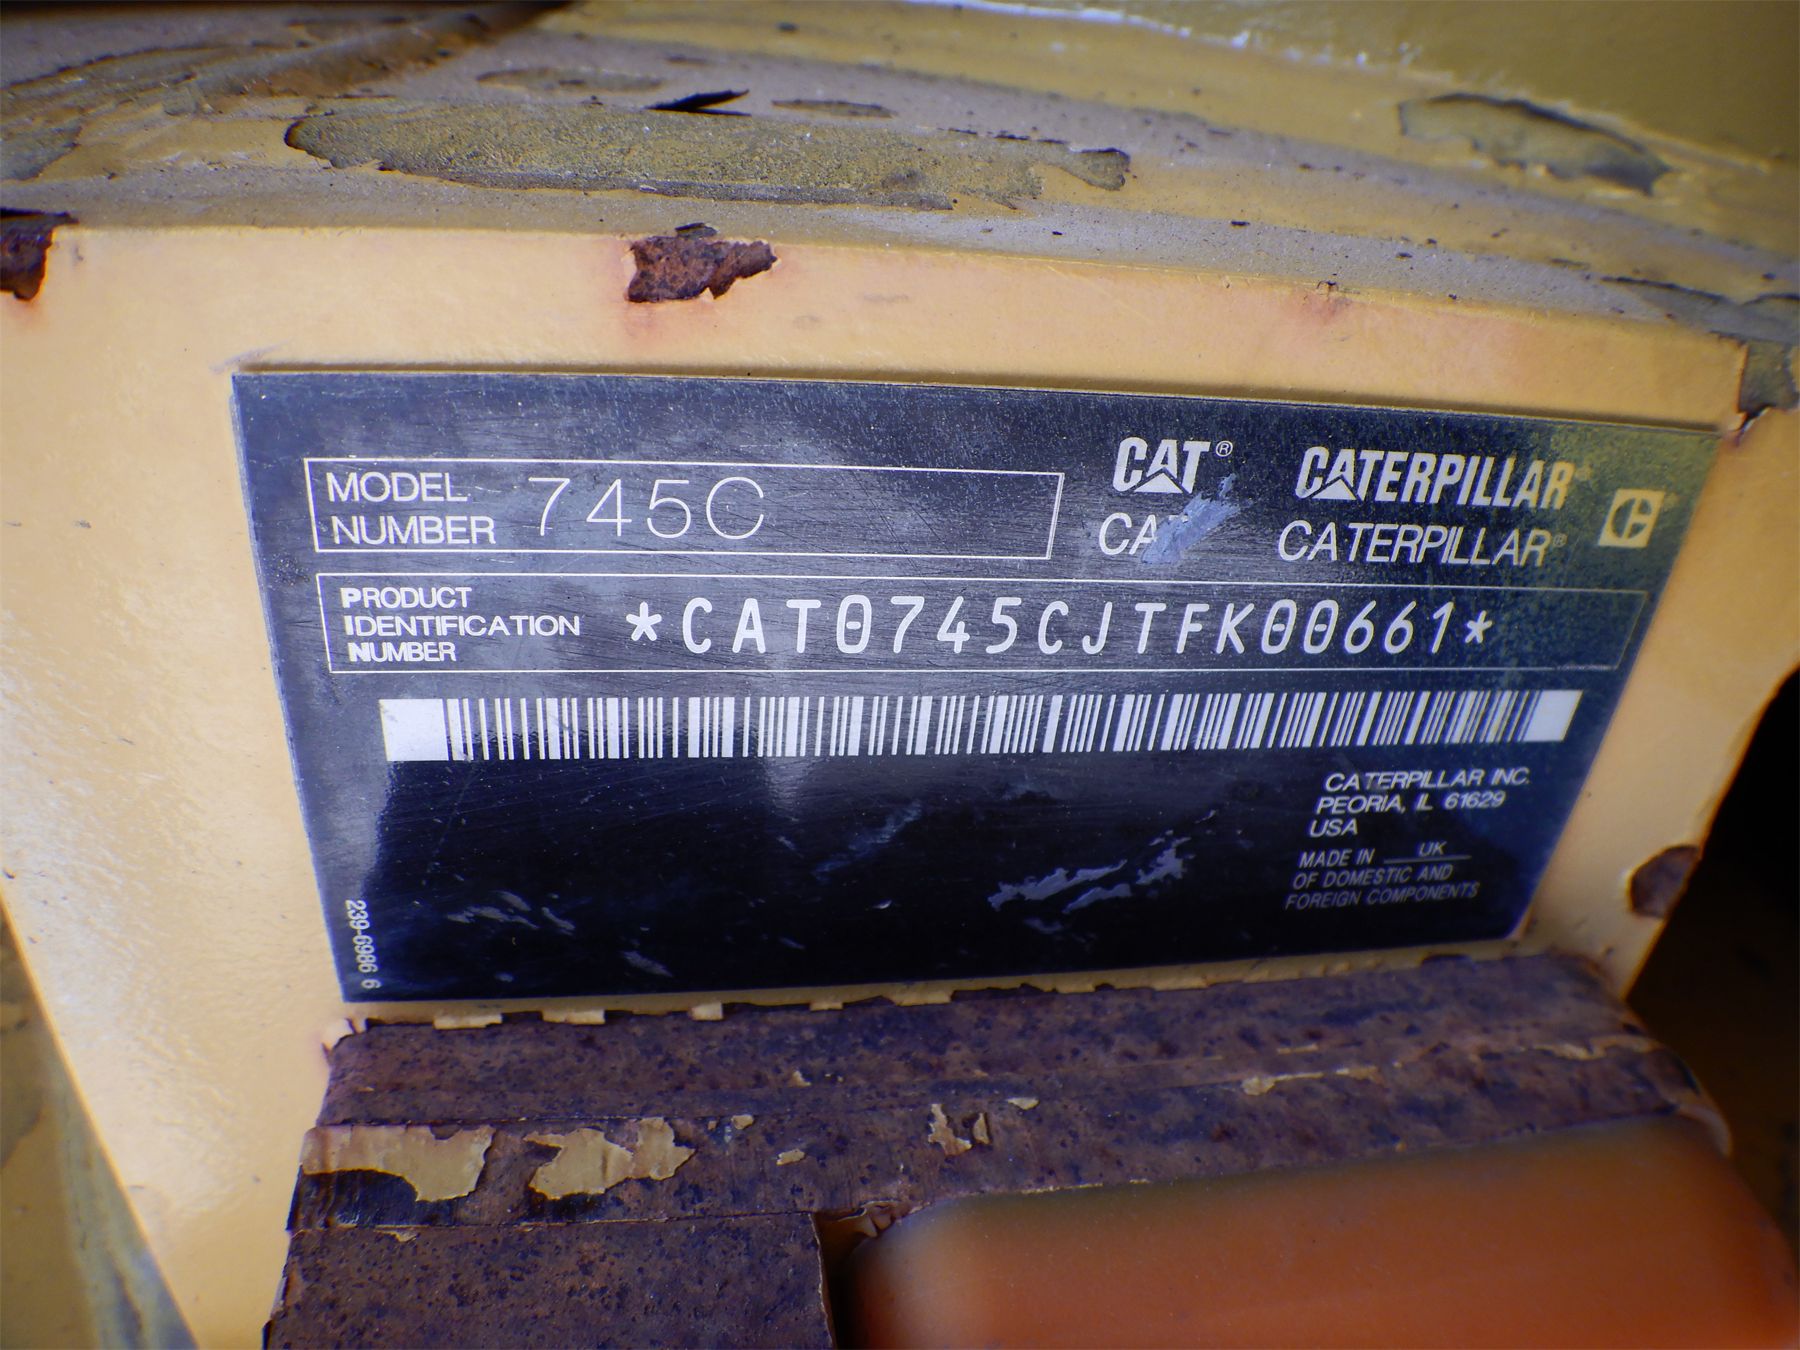 MODEL NUMBER 745C
CAT® CATERPILLAR®
CATERPILLAR®
PRODUCT IDENTIFICATION NUMBER *CAT0745CJTFK00661*
CATERPILLAR INC.
PEORIA, IL 61629
USA
MADE IN UK
OF DOMESTIC AND
FOREIGN COMPONENTS
239-6986 6